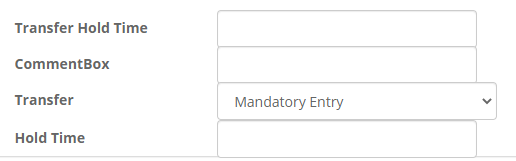 Transfer Hold Time
CommentBox
Transfer Mandatory Entry
Hold Time